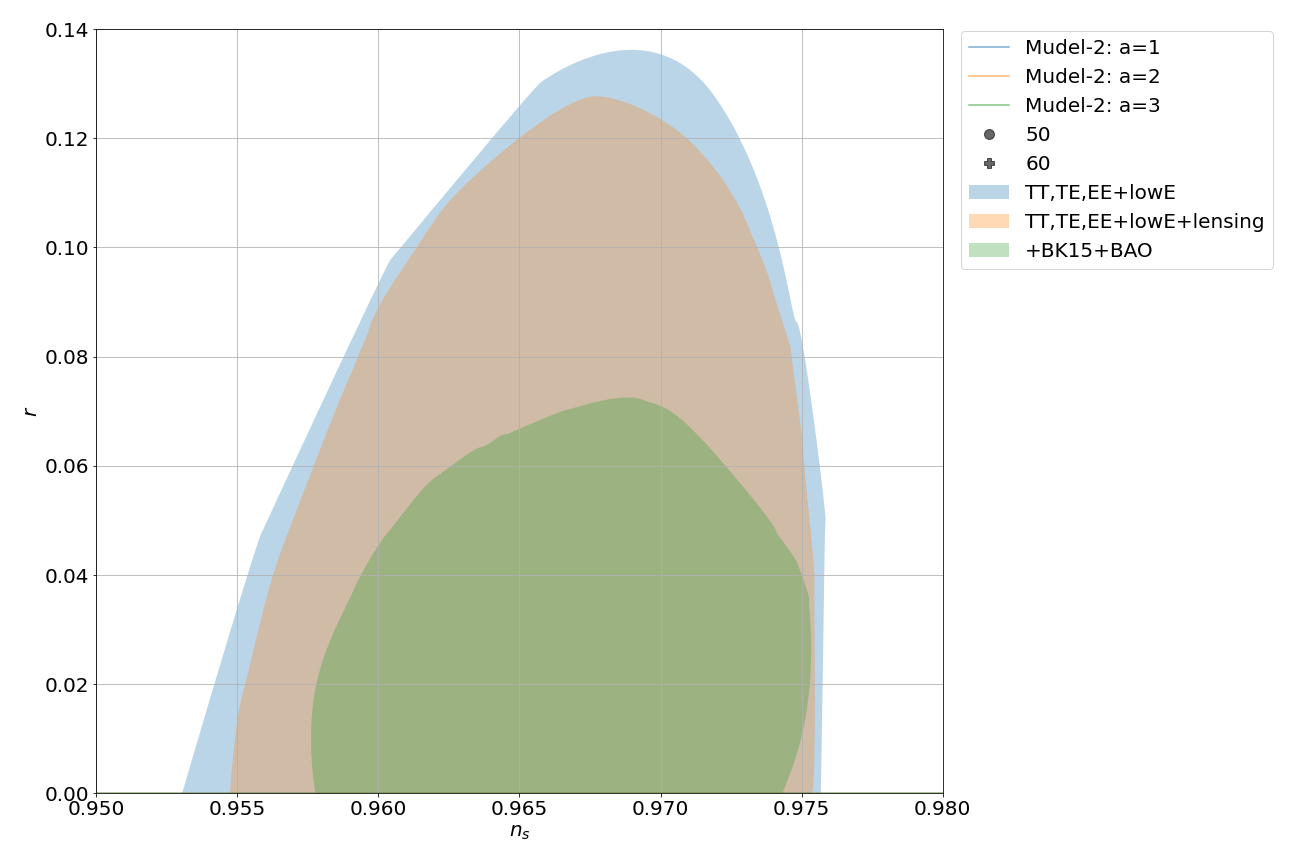 0.14
0.12
0.10
0.08
0.06
0.04
0.02
0.00
r
0.950 0.955 0.960 0.965 0.970 0.975 0.980
nₛ
Mudel-2: a=1
Mudel-2: a=2
Mudel-2: a=3
50
60
TT,TE,EE+lowE
TT,TE,EE+lowE+lensing
+BK15+BAO